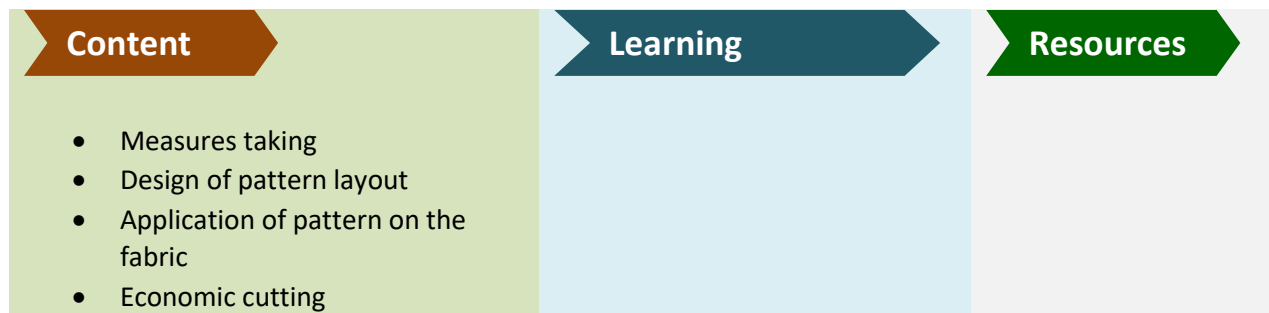 Content
Learning
Resources
• Measures taking
• Design of pattern layout
• Application of pattern on the
fabric
• Economic cutting